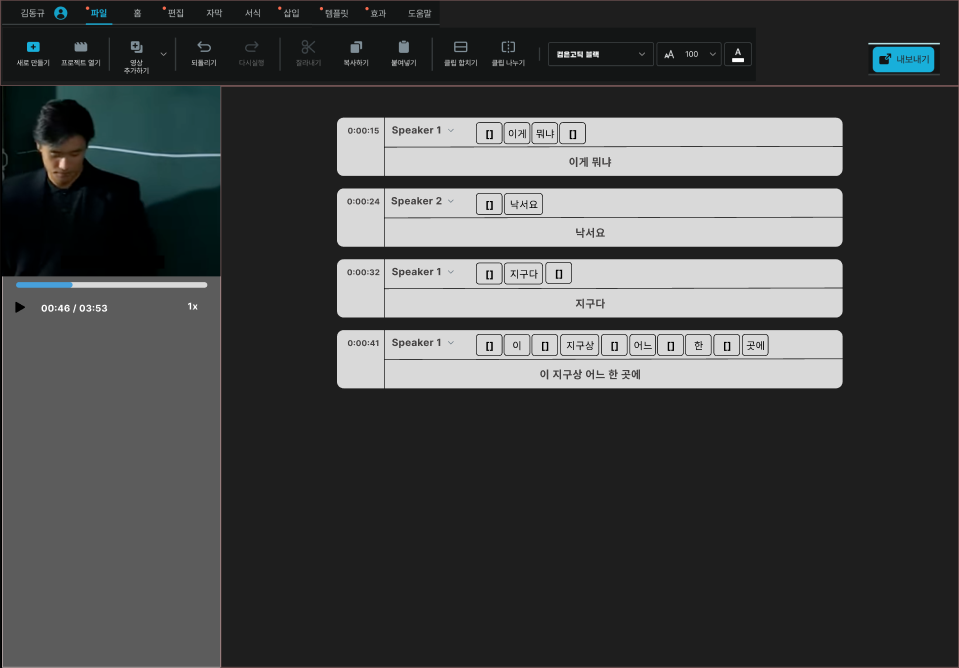 김동규 파일 홈 편집 자막 서식 삽입 템플릿 효과 도움말
새로 만들기 프로젝트 열기 영상 추가하기 되돌리기 다시실행 잘라내기 복사하기 붙여넣기 클립 합치기 클립 나누기 검은고딕 블랙 AA 100 A 내보내기
0:00:15 Speaker 1 [] 이게 뭐냐 []
이게 뭐냐
0:00:24 Speaker 2 [] 낙서요
낙서요
0:00:32 Speaker 1 [] 지구다 []
지구다
00:46 / 03:53 1x
0:00:41 Speaker 1 [] 이 [] 지구상 [] 어느 [] 한 [] 곳에
이 지구상 어느 한 곳에